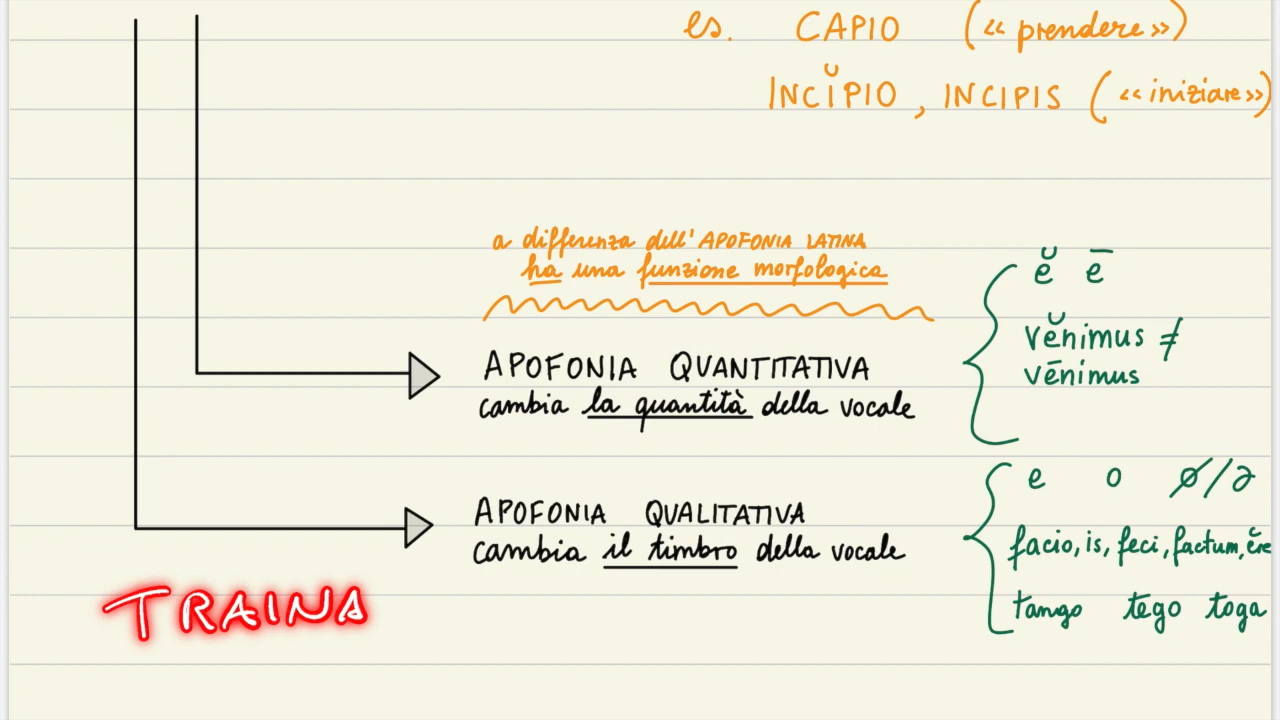 es. CAPIO (« prendere »)
INCĬPIO, INCIPIS (« iniziare »)
a differenza dell'APOFONIA LATINA
ha una funzione morfologica
ĕ ē
vĕnimus ≠
vēnimus
APOFONIA QUANTITATIVA
cambia la quantità della vocale
e o ø/ə
APOFONIA QUALITATIVA
cambia il timbro della vocale
facio, is, feci, factum, ĕre
tango tego toga
TRAINA